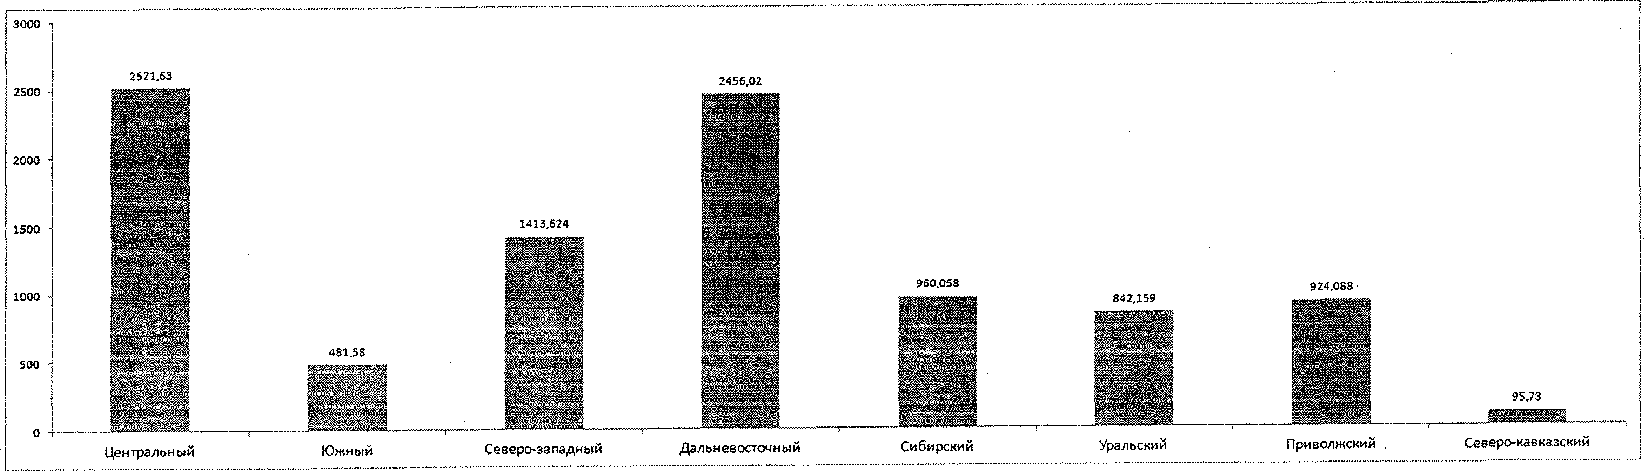 3000
2500
2000
1500
1000
500
0
2521,63
481,58
1413,624
2456,02
960,058
842,159
924,088
95,73
Центральный
Южный
Северо-западный
Дальневосточный
Сибирский
Уральский
Приволжский
Северо-кавказский